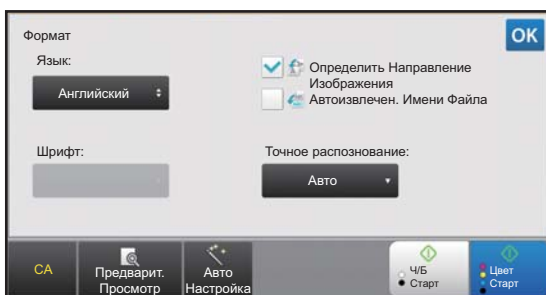 Формат
OK
Язык:
Английский
Определить Направление
Изображения
Автоизвлечен. Имени Файла
Шрифт:
Точное распознование:
Авто
CA
Предварит.
Просмотр
Авто
Настройка
Ч/Б
Старт
Цвет
Старт